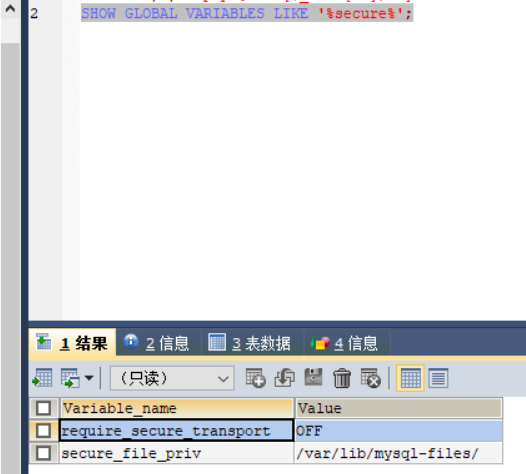 2 SHOW GLOBAL VARIABLES LIKE '%secure%';
1 结果 2 信息 3 表数据 4 信息
（只读）
Variable_name Value
require_secure_transport OFF
secure_file_priv /var/lib/mysql-files/